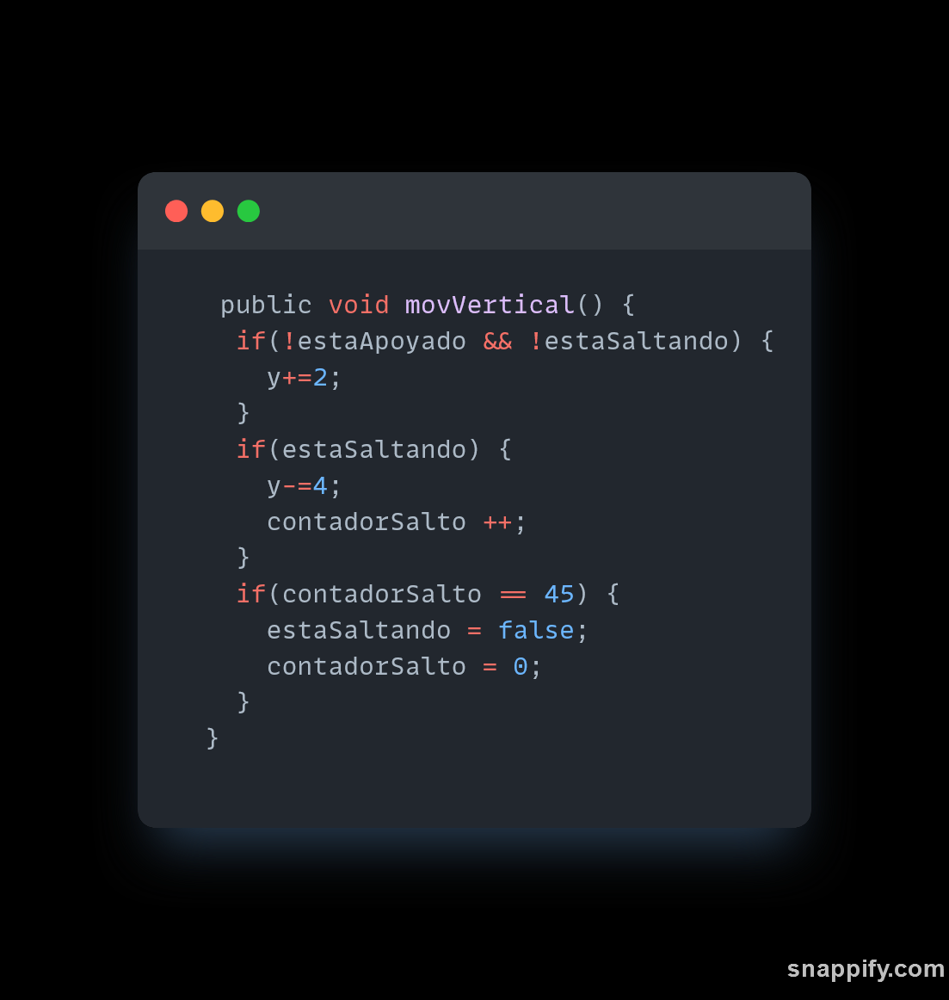 public void movVertical() {
if(!estaApoyado && !estaSaltando) {
y+=2;
}
if(estaSaltando) {
y-=4;
contadorSalto ++;
}
if(contadorSalto == 45) {
estaSaltando = false;
contadorSalto = 0;
}
}
snappify.com